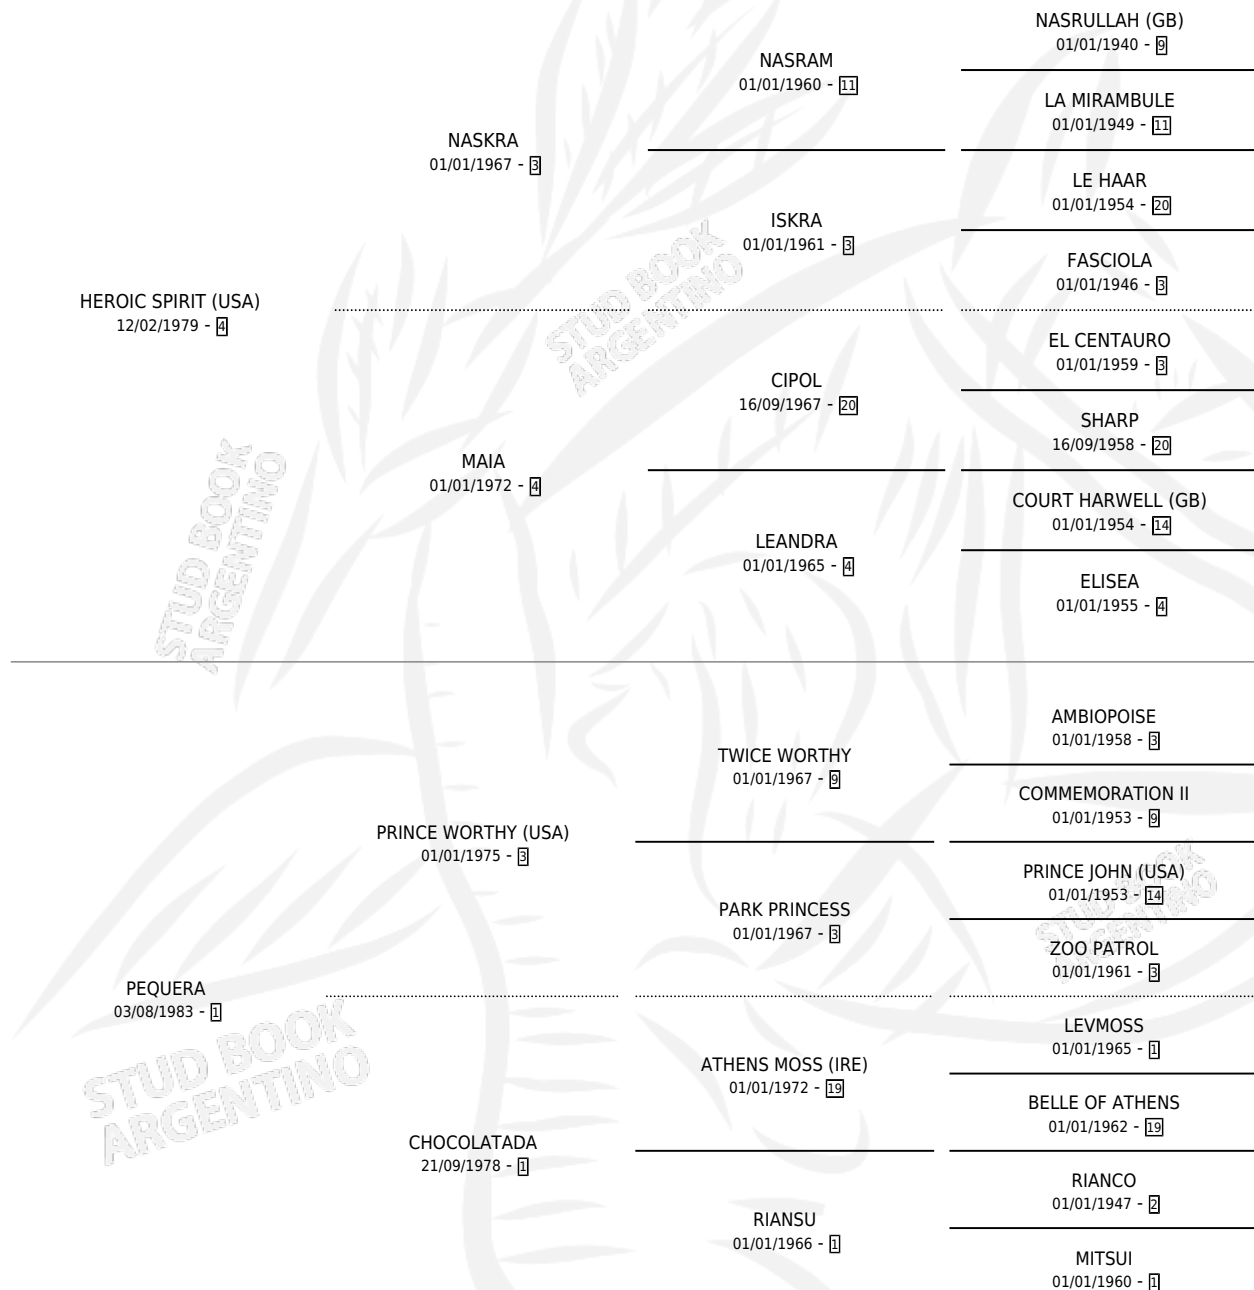 NASRULLAH (GB)
01/01/1940 - 9
NASRAM
01/01/1960 - 11
LA MIRAMBULE
01/01/1949 - 11
NASKRA
01/01/1967 - 3
LE HAAR
01/01/1954 - 20
ISKRA
01/01/1961 - 3
FASCIOLA
01/01/1946 - 3
HEROIC SPIRIT (USA)
12/02/1979 - 4
EL CENTAURO
01/01/1959 - 3
CIPOL
16/09/1967 - 20
SHARP
16/09/1958 - 20
MAIA
01/01/1972 - 4
COURT HARWELL (GB)
01/01/1954 - 14
LEANDRA
01/01/1965 - 4
ELISEA
01/01/1955 - 4
STUD BOOK
ARGENTINO
STUD BOOK
ARGENTINO
AMBIOPOISE
01/01/1958 - 3
TWICE WORTHY
01/01/1967 - 9
COMMEMORATION II
01/01/1953 - 9
PRINCE WORTHY (USA)
01/01/1975 - 3
PRINCE JOHN (USA)
01/01/1953 - 14
PARK PRINCESS
01/01/1967 - 3
ZOO PATROL
01/01/1961 - 3
STUD BOOK
ARGENTINO
PEQUERA
03/08/1983 - 1
LEVMOSS
01/01/1965 - 1
ATHENS MOSS (IRE)
01/01/1972 - 19
BELLE OF ATHENS
01/01/1962 - 19
CHOCOLATADA
21/09/1978 - 1
RIANCO
01/01/1947 - 2
RIANSU
01/01/1966 - 1
MITSUI
01/01/1960 - 1
STUD BOOK
ARGENTINO